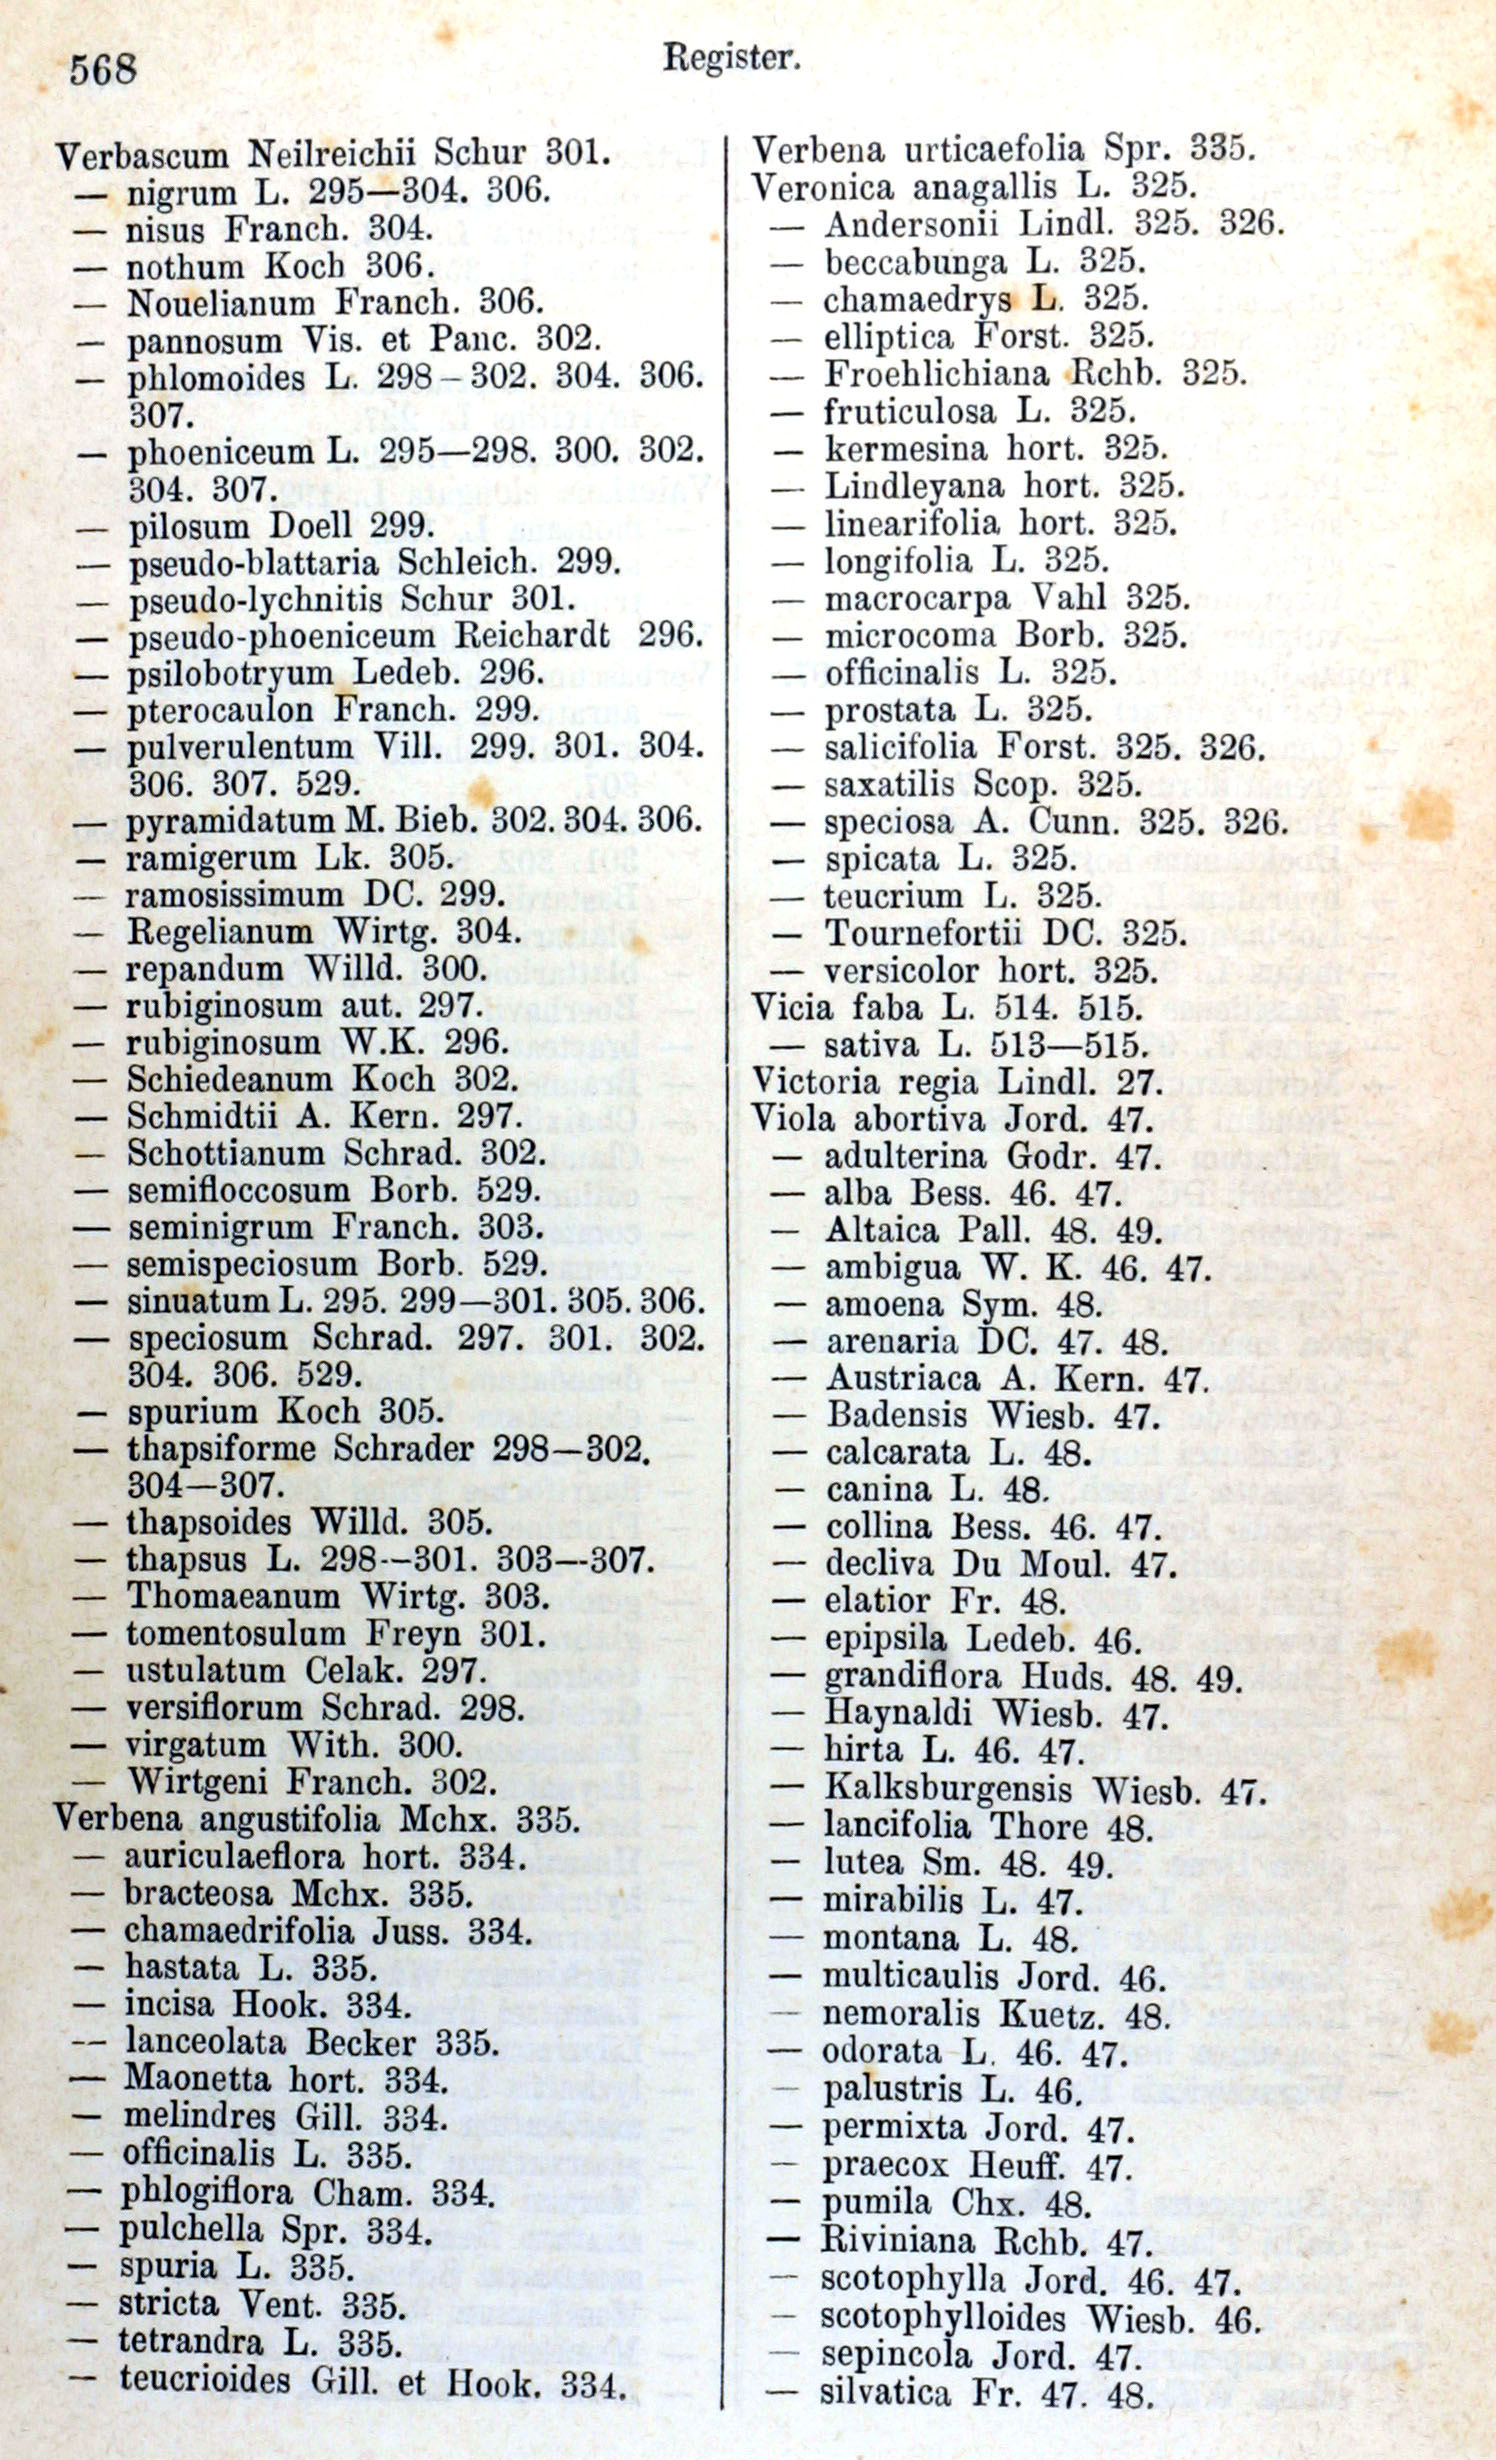 568
Register.
Verbascum Neilreichii Schur 301.
— nigrum L. 295—304. 306.
— nisus Franch. 304.
— nothum Koch 306.
— Nouelianum Franch. 306.
— pannosum Vis. et Panc. 302.
— phlomoides L. 298–302. 304. 306.
307.
— phoeniceum L. 295—298. 300. 302.
304. 307.
— pilosum Doell 299.
— pseudo-blattaria Schleich. 299.
— pseudo-lychnitis Schur 301.
— pseudo-phoeniceum Reichardt 296.
— psilobotryum Ledeb. 296.
— pterocaulon Franch. 299.
— pulverulentum Vill. 299. 301. 304.
306. 307. 529.
— pyramidatum M. Bieb. 302. 304. 306.
— ramigerum Lk. 305.
— ramosissimum DC. 299.
— Regelianum Wirtg. 304.
— repandum Willd. 300.
— rubiginosum aut. 297.
— rubiginosum W.K. 296.
— Schiedeanum Koch 302.
— Schmidtii A. Kern. 297.
— Schottianum Schrad. 302.
— semifloccosum Borb. 529.
— seminigrum Franch. 303.
— semispeciosum Borb. 529.
— sinuatum L. 295. 299—301. 305. 306.
— speciosum Schrad. 297. 301. 302.
304. 306. 529.
— spurium Koch 305.
— thapsiforme Schrader 298—302.
304—307.
— thapsoides Willd. 305.
— thapsus L. 298—301. 303—307.
— Thomaeanum Wirtg. 303.
— tomentosulum Freyn 301.
— ustulatum Celak. 297.
— versiflorum Schrad. 298.
— virgatum With. 300.
— Wirtgeni Franch. 302.
Verbena angustifolia Mchx. 335.
— auriculaeflora hort. 334.
— bracteosa Mchx. 335.
— chamaedrifolia Juss. 334.
— hastata L. 335.
— incisa Hook. 334.
— lanceolata Becker 335.
— Maonetta hort. 334.
— melindres Gill. 334.
— officinalis L. 335.
— phlogiflora Cham. 334.
— pulchella Spr. 334.
— spuria L. 335.
— stricta Vent. 335.
— tetrandra L. 335.
— teucrioides Gill. et Hook. 334.
Verbena urticaefolia Spr. 335.
Veronica anagallis L. 325.
— Andersonii Lindl. 325. 326.
— beccabunga L. 325.
— chamaedrys L. 325.
— elliptica Forst. 325.
— Froehlichiana Rchb. 325.
— fruticulosa L. 325.
— kermesina hort. 325.
— Lindleyana hort. 325.
— linearifolia hort. 325.
— longifolia L. 325.
— macrocarpa Vahl 325.
— microcoma Borb. 325.
— officinalis L. 325.
— prostata L. 325.
— salicifolia Forst. 325. 326.
— saxatilis Scop. 325.
— speciosa A. Cunn. 325. 326.
— spicata L. 325.
— teucrium L. 325.
— Tournefortii DC. 325.
— versicolor hort. 325.
Vicia faba L. 514. 515.
— sativa L. 513—515.
Victoria regia Lindl. 27.
Viola abortiva Jord. 47.
— adulterina Godr. 47.
— alba Bess. 46. 47.
— Altaica Pall. 48. 49.
— ambigua W. K. 46. 47.
— amoena Sym. 48.
— arenaria DC. 47. 48.
— Austriaca A. Kern. 47.
— Badensis Wiesb. 47.
— calcarata L. 48.
— canina L. 48.
— collina Bess. 46. 47.
— decliva Du Moul. 47.
— elatior Fr. 48.
— epipsila Ledeb. 46.
— grandiflora Huds. 48. 49.
— Haynaldi Wiesb. 47.
— hirta L. 46. 47.
— Kalksburgensis Wiesb. 47.
— lancifolia Thore 48.
— lutea Sm. 48. 49.
— mirabilis L. 47.
— montana L. 48.
— multicaulis Jord. 46.
— nemoralis Kuetz. 48.
— odorata L. 46. 47.
— palustris L. 46.
— permixta Jord. 47.
— praecox Heuff. 47.
— pumila Chx. 48.
— Riviniana Rchb. 47.
— scotophylla Jord. 46. 47.
— scotophylloides Wiesb. 46.
— sepincola Jord. 47.
— silvatica Fr. 47. 48.